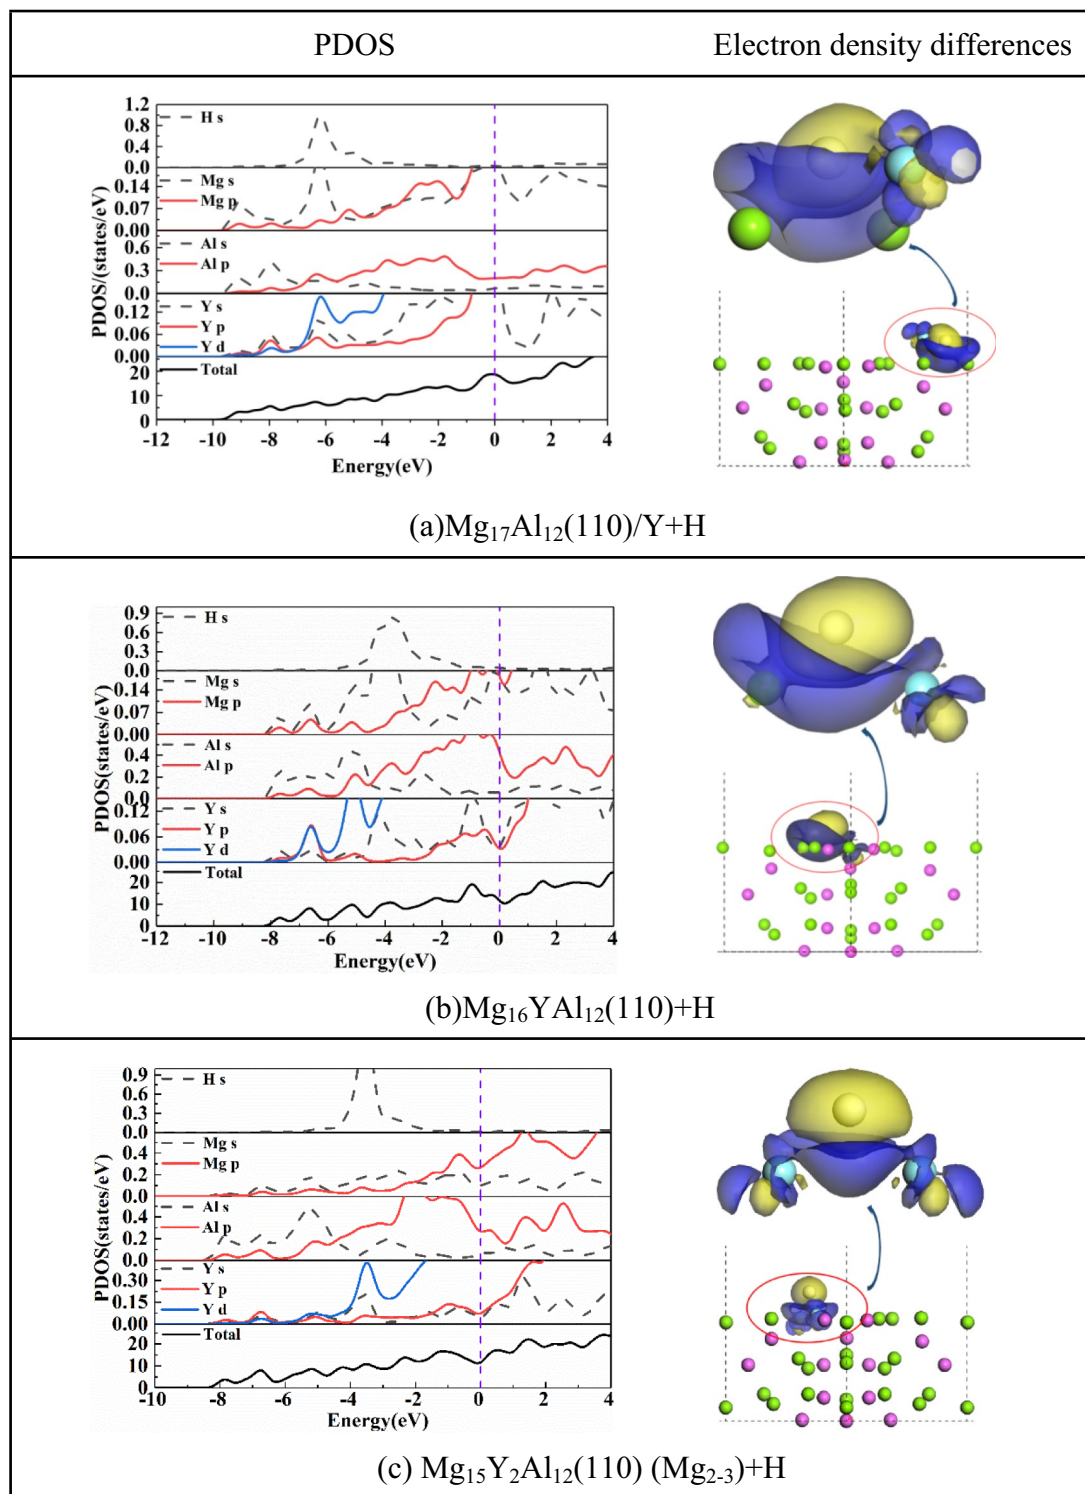 PDOS Electron density differences
1.2
0.8
0.4
0.0
H s
0.14
0.07
0.00
Mg s
Mg p
0.6
0.3
0.0
Al s
Al p
0.12
0.06
0.00
Y s
Y p
Y d
20
10
0
Total
PDOS/(states/eV)
-12 -10 -8 -6 -4 -2 0 2 4
Energy(eV)
(a)Mg₁₇Al₁₂(110)/Y+H
0.9
0.6
0.3
0.0
H s
0.14
0.07
0.00
Mg s
Mg p
0.4
0.2
0.0
Al s
Al p
0.12
0.06
0.00
Y s
Y p
Y d
20
10
0
Total
PDOS(states/eV)
-12 -10 -8 -6 -4 -2 0 2 4
Energy(eV)
(b)Mg₁₆YAl₁₂(110)+H
0.9
0.6
0.3
0.0
H s
0.4
0.2
0.0
Mg s
Mg p
0.4
0.2
0.0
Al s
Al p
0.30
0.15
0.00
Y s
Y p
Y d
20
10
0
Total
PDOS(states/eV)
-10 -8 -6 -4 -2 0 2 4
Energy(eV)
(c) Mg₁₅Y₂Al₁₂(110) (Mg₂₋₃)+H